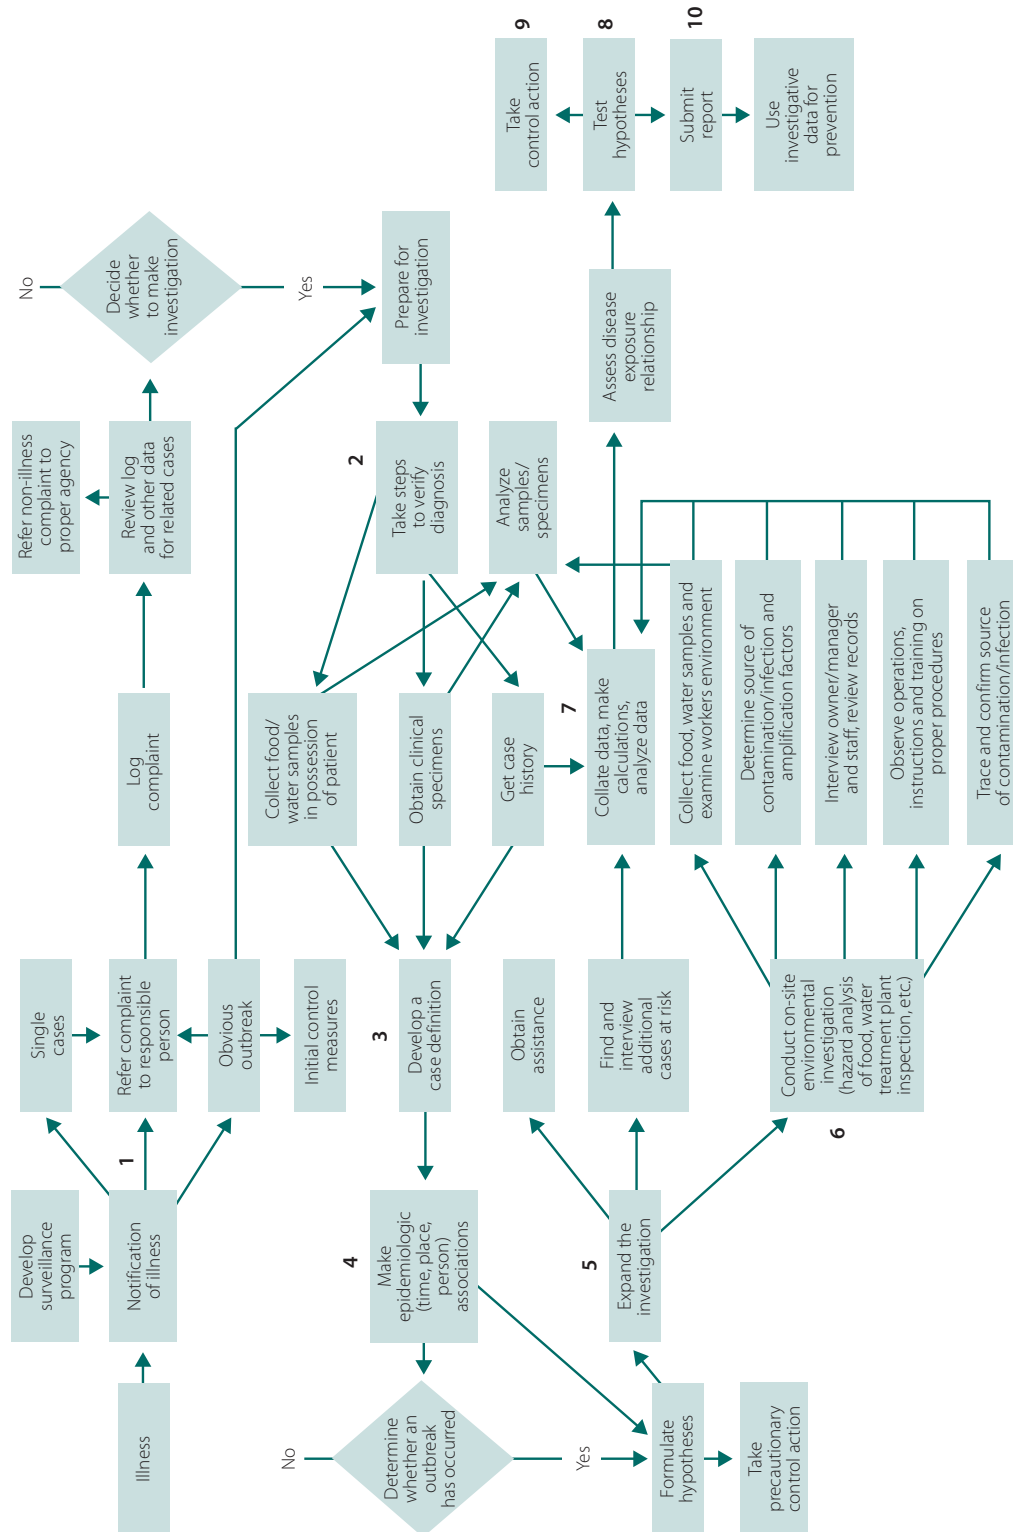 Illness
Develop
surveillance
program
Notification
of illness
1
Single
cases
Refer complaint
to responsible
person
Obvious
outbreak
Initial control
measures
Log
complaint
Refer non-illness
complaint to
proper agency
Review log
and other data
for related cases
Decide
whether
to make
investigation
No
Yes
Prepare for
investigation
2
Take steps
to verify
diagnosis
Analyze
samples/
specimens
Collect food/
water samples
in possession
of patient
Obtain clinical
specimens
Get case
history
3
Develop a
case definition
4
Make
epidemiologic
(time, place,
person)
associations
Determine
whether an
outbreak
has occurred
No
Yes
Formulate
hypotheses
Take
precautionary
control action
5
Expand the
investigation
Obtain
assistance
Find and
interview
additional
cases at risk
6
Conduct on-site
environmental
investigation
(hazard analysis
of food, water
treatment plant
inspection, etc.)
7
Collate data, make
calculations,
analyze data
Collect food, water samples and
examine workers environment
Determine source of
contamination/infection and
amplification factors
Interview owner/manager
and staff, review records
Observe operations,
instructions and training on
proper procedures
Trace and confirm source
of contamination/infection
Assess disease
exposure
relationship
9
Take
control action
8
Test
hypotheses
10
Submit
report
Use
investigative
data for
prevention